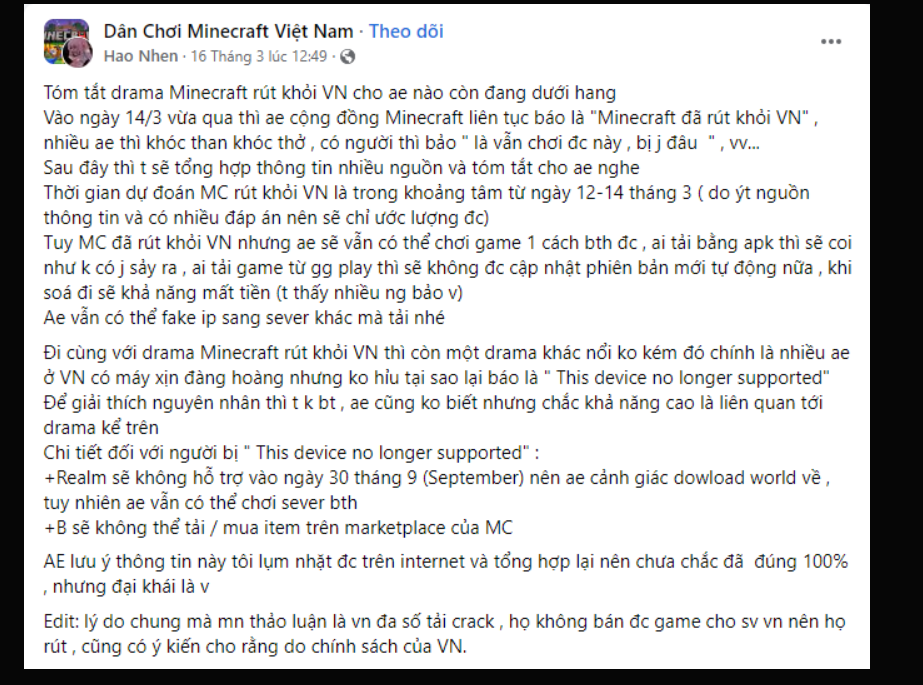 Dân Chơi Minecraft Việt Nam · Theo dõi
Hao Nhen · 16 Tháng 3 lúc 12:49 ·
Tóm tắt drama Minecraft rút khỏi VN cho ae nào còn đang dưới hang
Vào ngày 14/3 vừa qua thì ae cộng đồng Minecraft liên tục báo là "Minecraft đã rút khỏi VN" ,
nhiều ae thì khóc than khóc thở , có người thì bảo " là vẫn chơi đc này , bị j đâu " , vv...
Sau đây thì t sẽ tổng hợp thông tin nhiều nguồn và tóm tắt cho ae nghe
Thời gian dự đoán MC rút khỏi VN là trong khoảng tâm từ ngày 12-14 tháng 3 ( do ýt nguồn
thông tin và có nhiều đáp án nên sẽ chỉ ước lượng đc)
Tuy MC đã rút khỏi VN nhưng ae sẽ vẫn có thể chơi game 1 cách bth đc , ai tải bằng apk thì sẽ coi
như k có j sảy ra , ai tải game từ gg play thì sẽ không đc cập nhật phiên bản mới tự động nữa , khi
soá đi sẽ khả năng mất tiền (t thấy nhiều ng bảo v)
Ae vẫn có thể fake ip sang sever khác mà tải nhé
Đi cùng với drama Minecraft rút khỏi VN thì còn một drama khác nổi ko kém đó chính là nhiều ae
ở VN có máy xịn đàng hoàng nhưng ko hỉu tại sao lại báo là " This device no longer supported"
Để giải thích nguyên nhân thì t k bt , ae cũng ko biết nhưng chắc khả năng cao là liên quan tới
drama kể trên
Chi tiết đối với người bị " This device no longer supported" :
+Realm sẽ không hỗ trợ vào ngày 30 tháng 9 (September) nên ae cảnh giác dowload world về ,
tuy nhiên ae vẫn có thể chơi sever bth
+B sẽ không thể tải / mua item trên marketplace của MC
AE lưu ý thông tin này tôi lụm nhặt đc trên internet và tổng hợp lại nên chưa chắc đã đúng 100%
, nhưng đại khái là v
Edit: lý do chung mà mn thảo luận là vn đa số tải crack , họ không bán đc game cho sv vn nên họ
rút , cũng có ý kiến cho rằng do chính sách của VN.